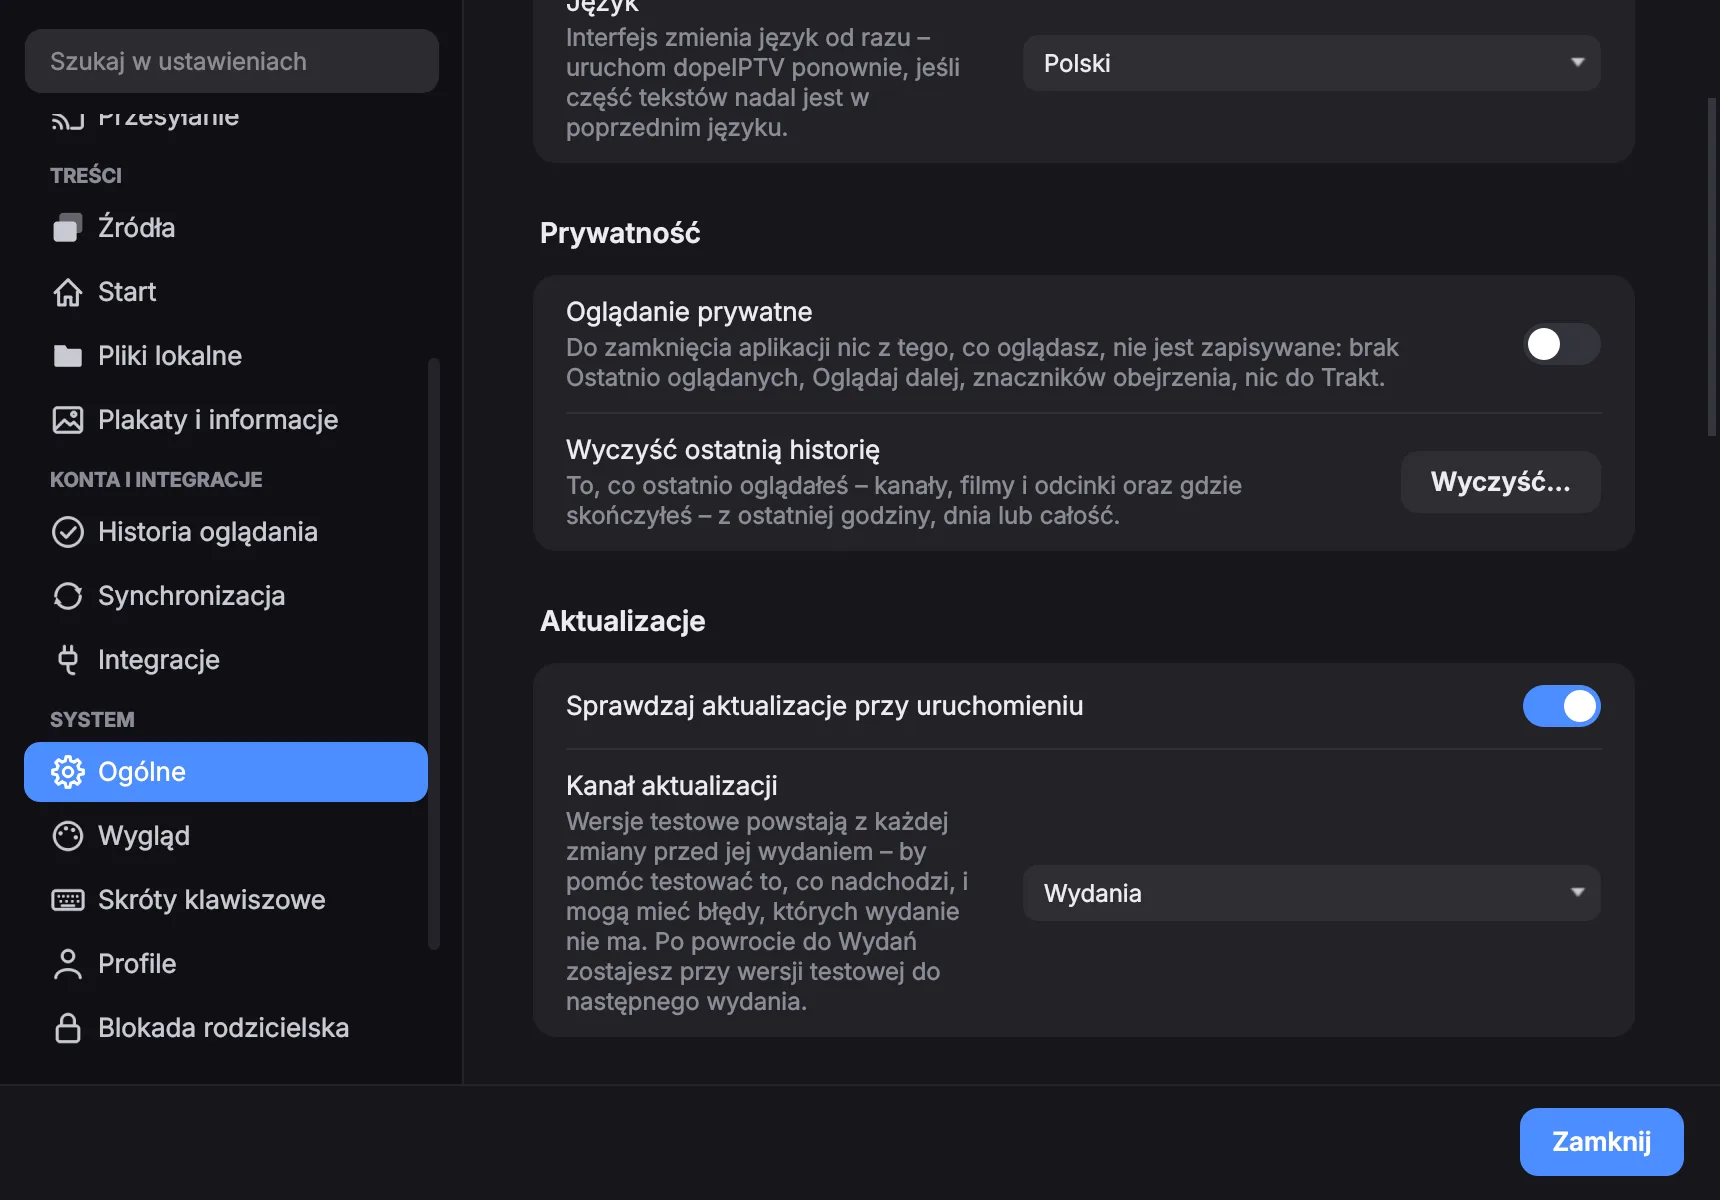 Szukaj w ustawieniach
Przesyłanie
TREŚCI
Źródła
Start
Pliki lokalne
Plakaty i informacje
KONTA I INTEGRACJE
Historia oglądania
Synchronizacja
Integracje
SYSTEM
Ogólne
Wygląd
Skróty klawiszowe
Profile
Blokada rodzicielska
Język
Interfejs zmienia język od razu –
uruchom dopeIPTV ponownie, jeśli
część tekstów nadal jest w
poprzednim języku.
Polski
Prywatność
Oglądanie prywatne
Do zamknięcia aplikacji nic z tego, co oglądasz, nie jest zapisywane: brak
Ostatnio oglądanych, Oglądaj dalej, znaczników obejrzenia, nic do Trakt.
Wyczyść ostatnią historię
To, co ostatnio oglądałeś – kanały, filmy i odcinki oraz gdzie
skończyłeś – z ostatniej godziny, dnia lub całość.
Wyczyść...
Aktualizacje
Sprawdzaj aktualizacje przy uruchomieniu
Kanał aktualizacji
Wersje testowe powstają z każdej
zmiany przed jej wydaniem – by
pomóc testować to, co nadchodzi, i
mogą mieć błędy, których wydanie
nie ma. Po powrocie do Wydań
zostajesz przy wersji testowej do
następnego wydania.
Wydania
Zamknij